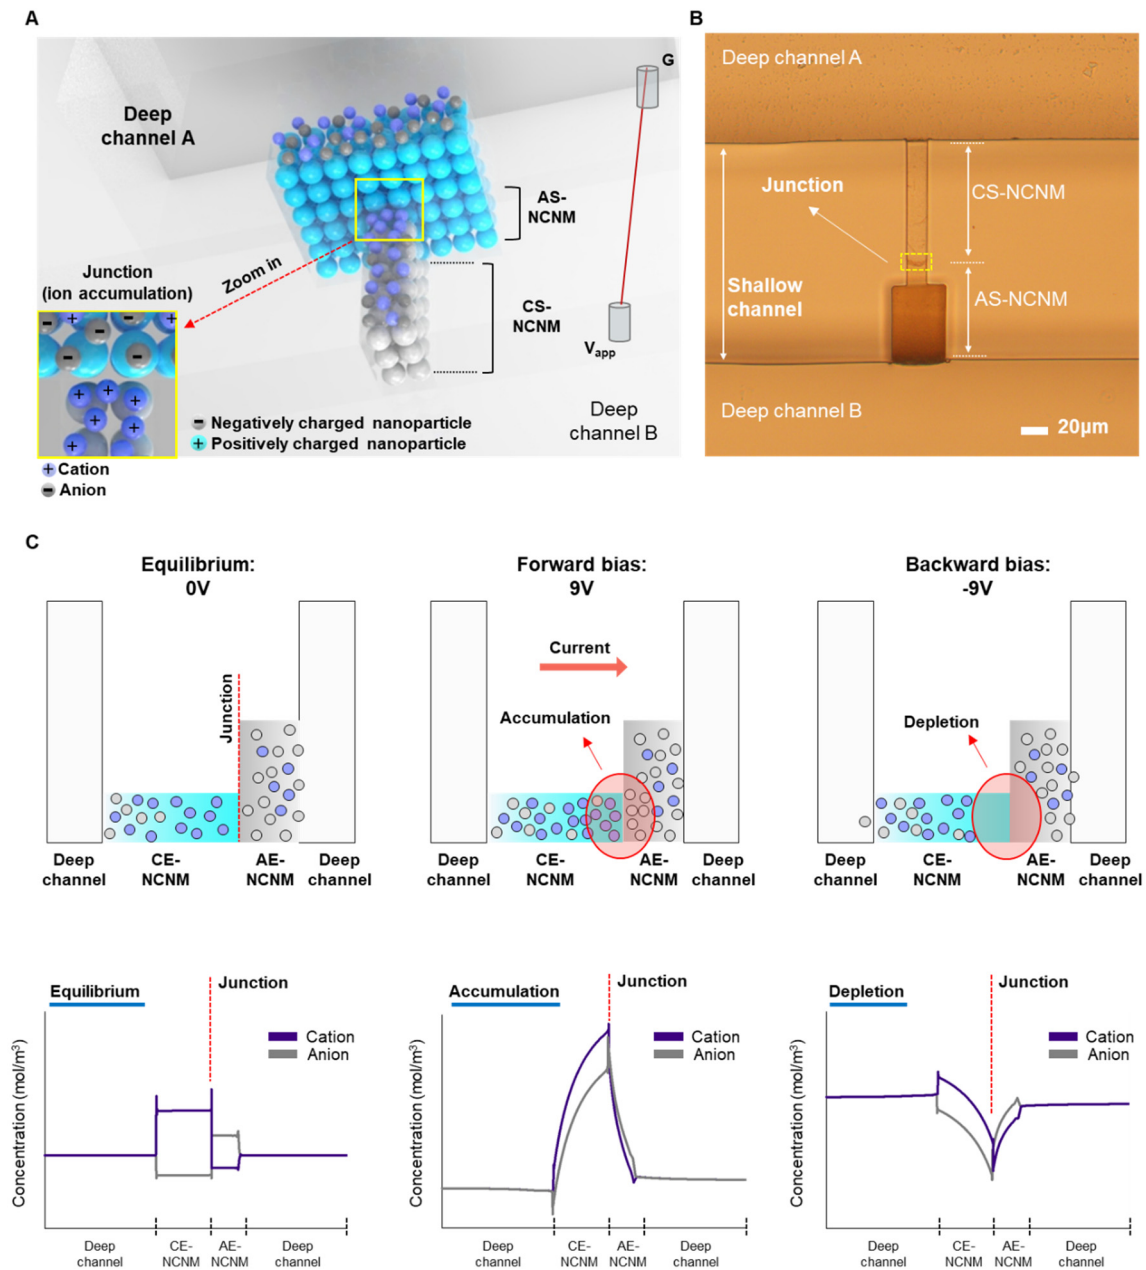 A
Deep
channel A
G
AS-
NCNM
Junction
(ion accumulation)
Zoom in
CS-
NCNM
Vapp
Deep
channel B
- Negatively charged nanoparticle
+ Positively charged nanoparticle
+ Cation
- Anion
B
Deep channel A
Junction
CS-NCNM
Shallow
channel
AS-NCNM
Deep channel B
20μm
C
Equilibrium:
0V
Junction
Deep
channel
CE-
NCNM
AE-
NCNM
Deep
channel
Forward bias:
9V
Current
Accumulation
Deep
channel
CE-
NCNM
AE-
NCNM
Deep
channel
Backward bias:
-9V
Depletion
Deep
channel
CE-
NCNM
AE-
NCNM
Deep
channel
Equilibrium
Junction
Cation
Anion
Concentration (mol/m³)
Deep
channel
CE-
NCNM
AE-
NCNM
Deep
channel
Accumulation
Junction
Cation
Anion
Concentration (mol/m³)
Deep
channel
CE-
NCNM
AE-
NCNM
Deep
channel
Depletion
Junction
Cation
Anion
Concentration (mol/m³)
Deep
channel
CE-
NCNM
AE-
NCNM
Deep
channel